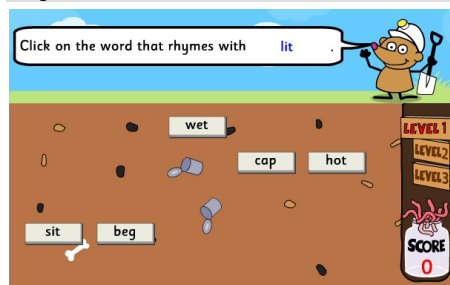 Click on the word that rhymes with lit .
wet
LEVEL 1
cap
hot
LEVEL 2
LEVEL 3
sit
beg
SCORE
0